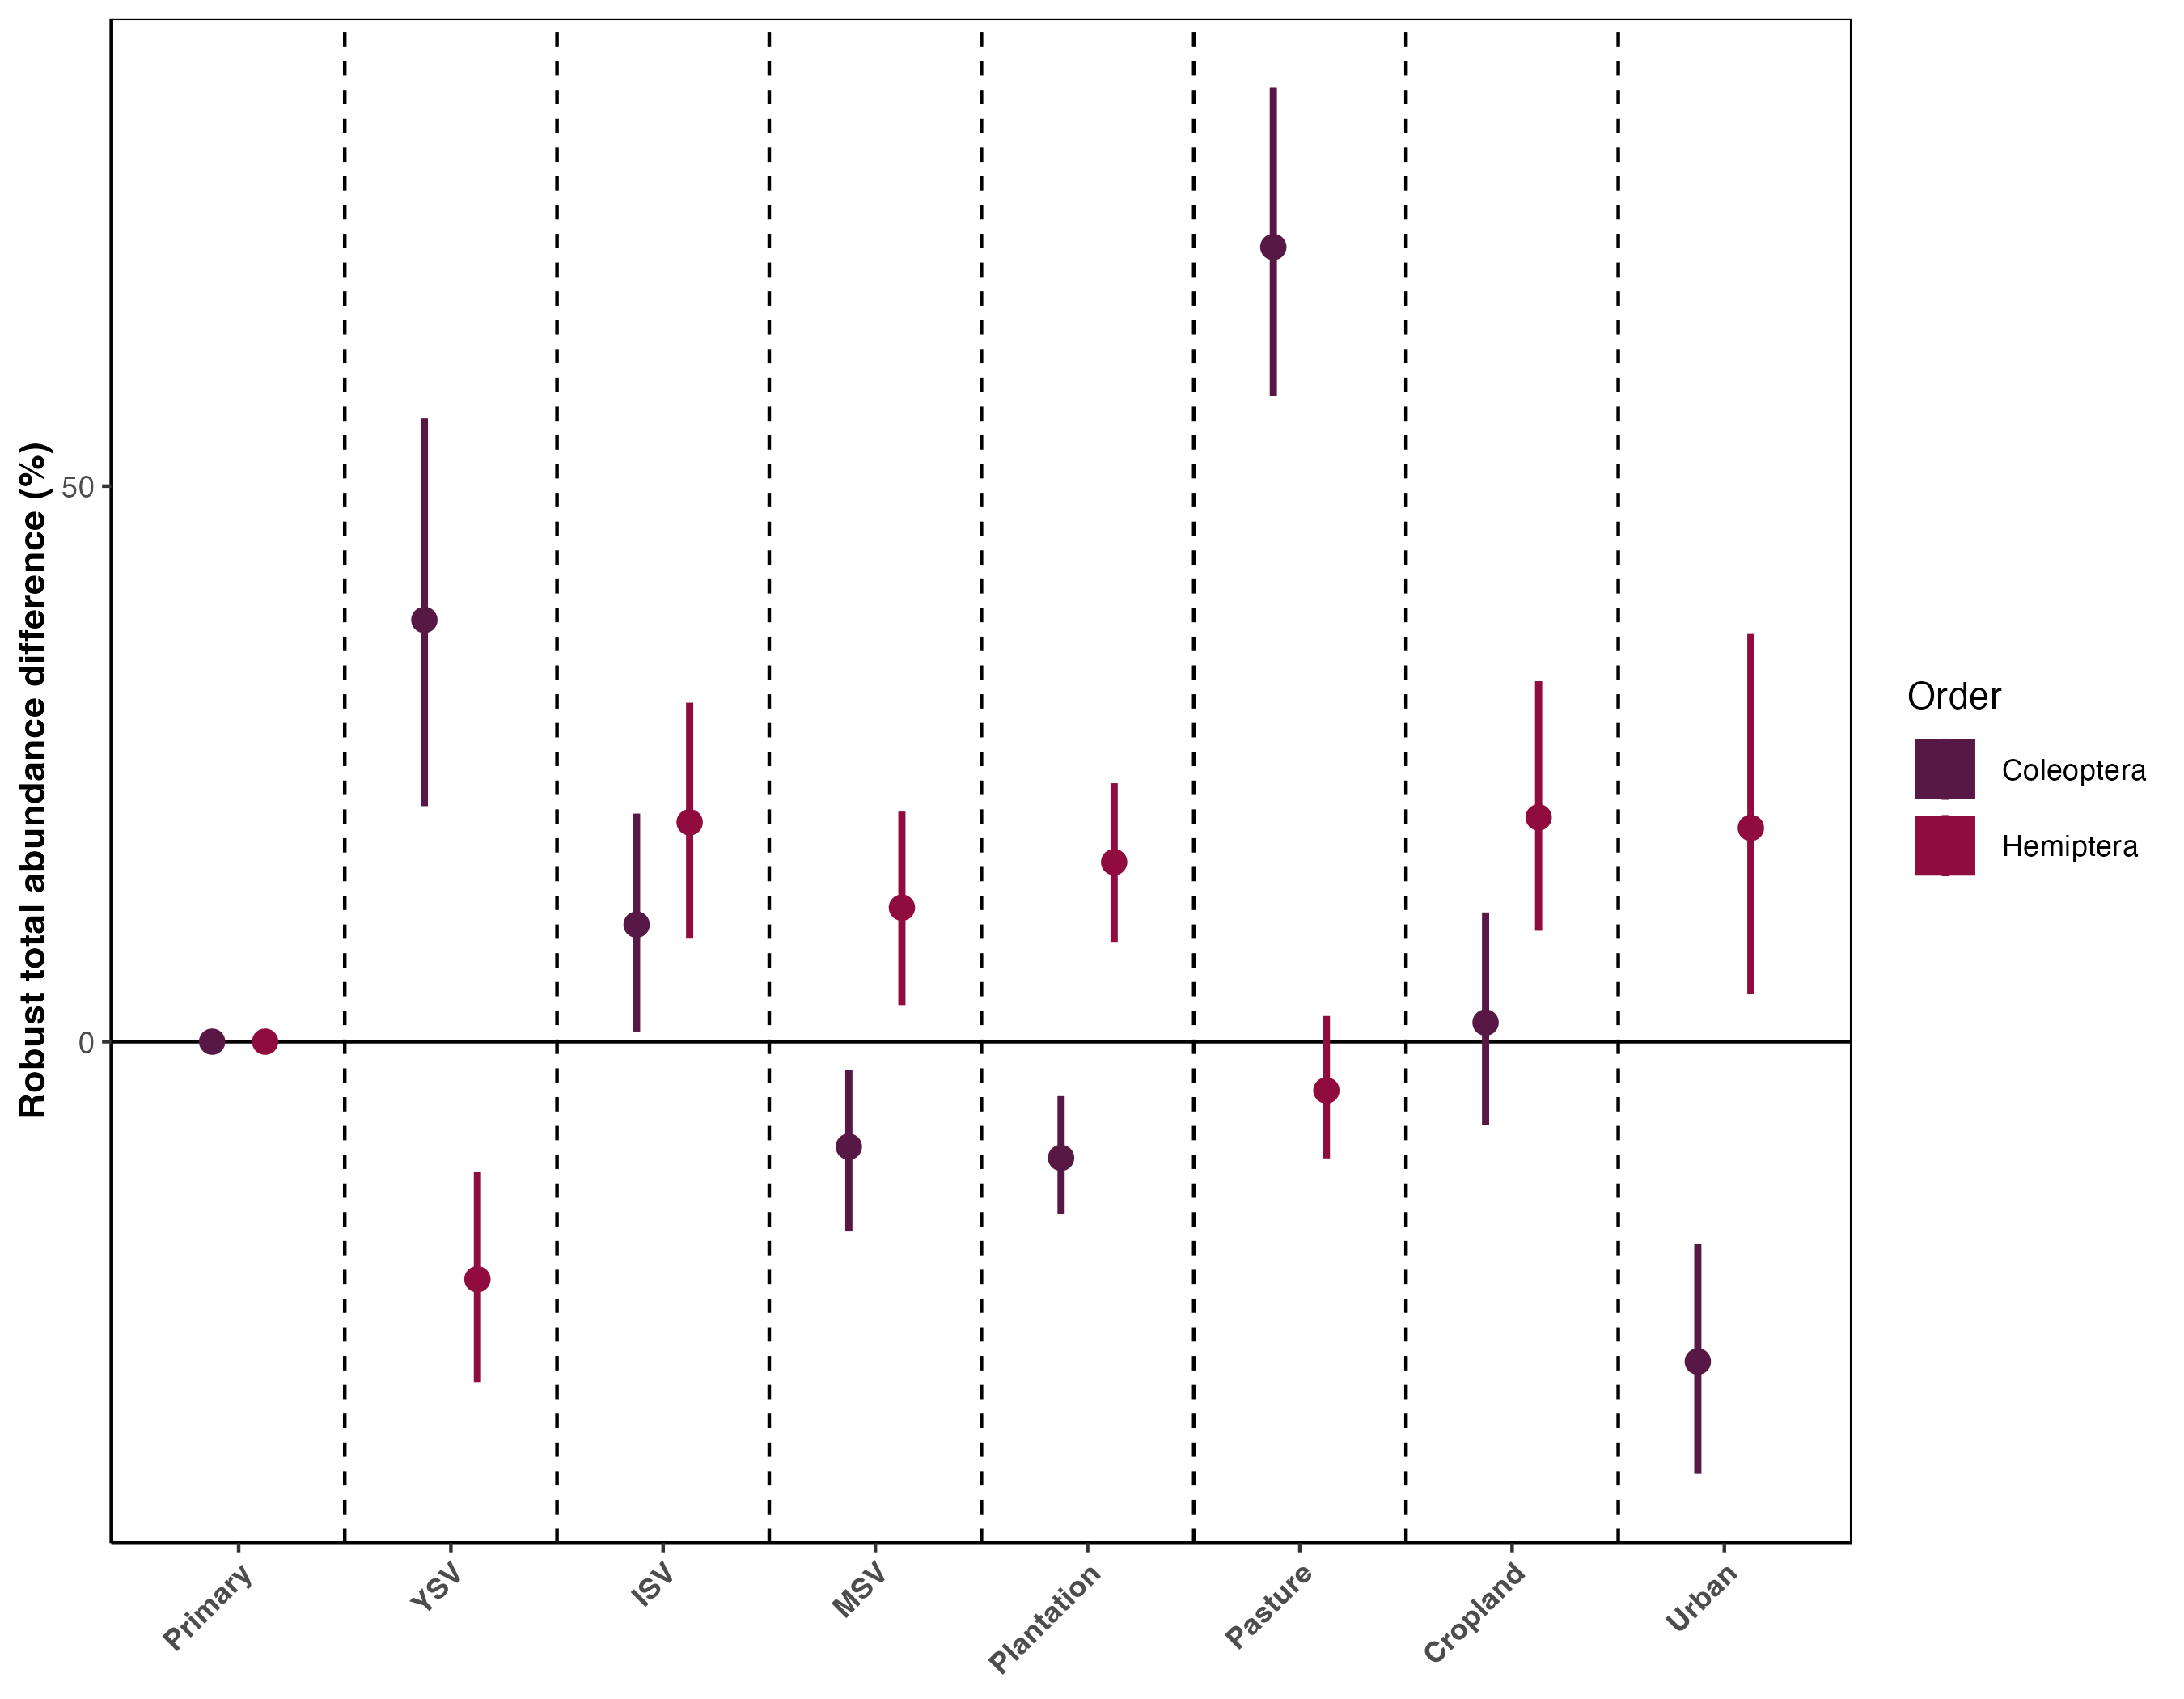 Robust total abundance difference (%)
50
0
Primary
YSV
ISV
MSV
Plantation
Pasture
Cropland
Urban
Order
Coleoptera
Hemiptera